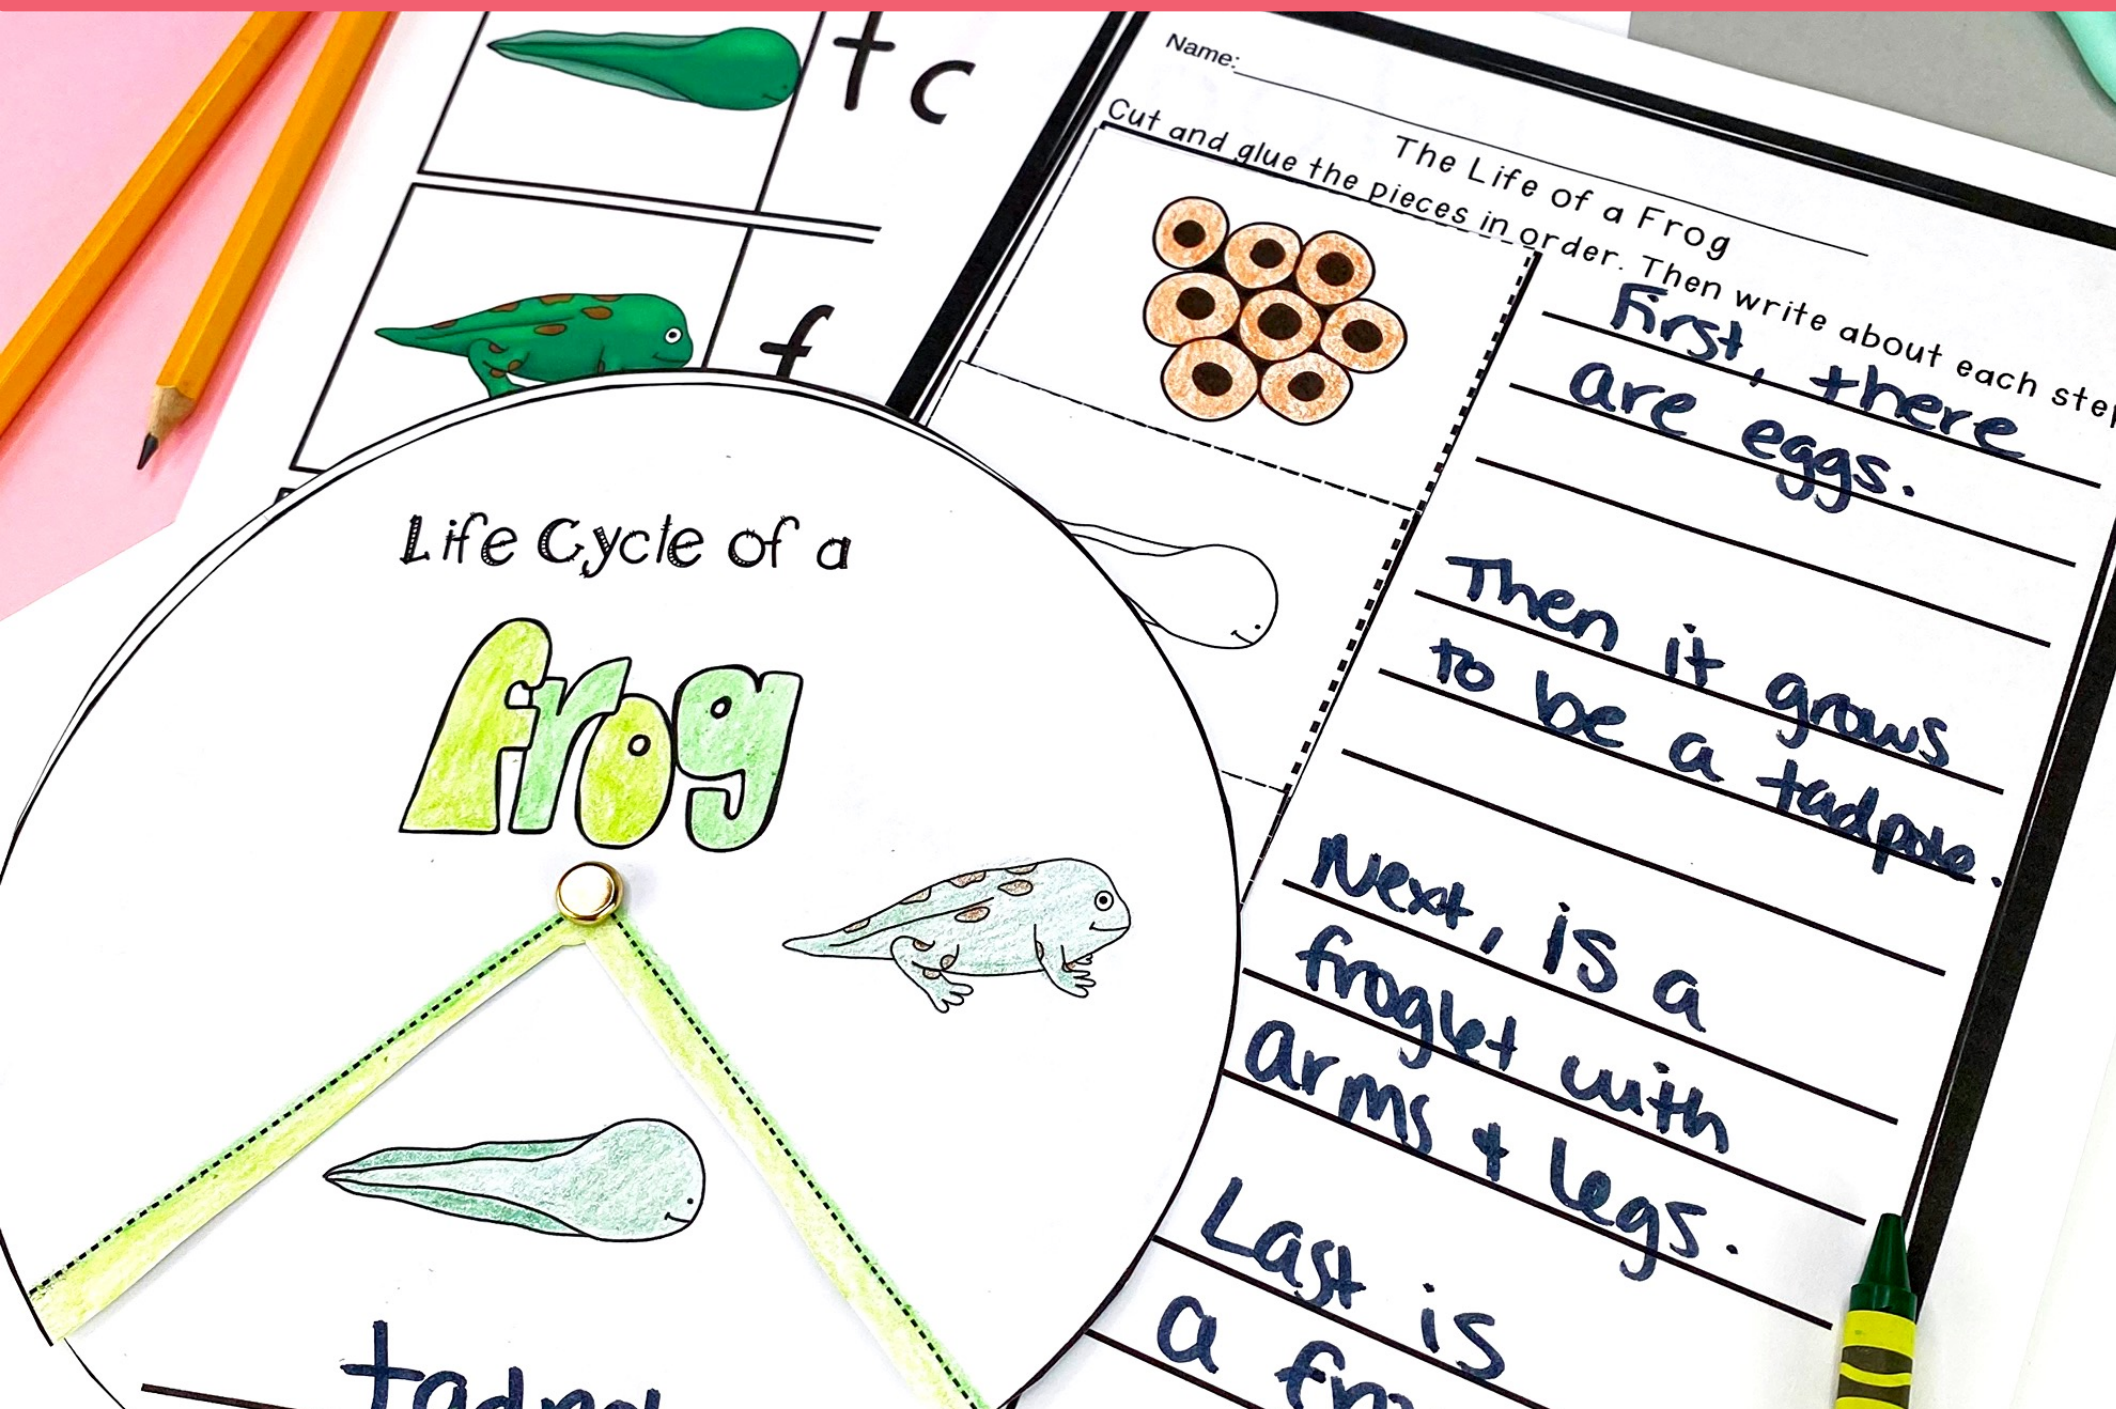 t c
f
Name:
The Life of a Frog
Cut and glue the pieces in order. Then write about each step
First, there
are eggs.
Then it grows
to be a tadpole.
Next, is a
froglet with
arms + legs.
Last is
a
Life Cycle of a
frog